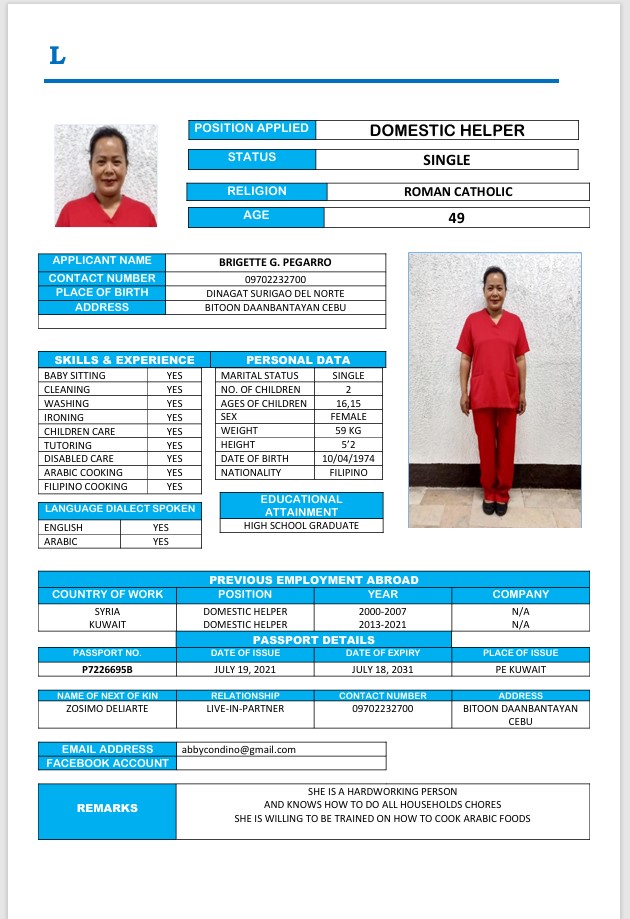 L
POSITION APPLIED DOMESTIC HELPER
STATUS SINGLE
RELIGION ROMAN CATHOLIC
AGE 49
APPLICANT NAME BRIGETTE G. PEGARRO
CONTACT NUMBER 09702232700
PLACE OF BIRTH DINAGAT SURIGAO DEL NORTE
ADDRESS BITOON DAANBANTAYAN CEBU
SKILLS & EXPERIENCE
BABY SITTING YES
CLEANING YES
WASHING YES
IRONING YES
CHILDREN CARE YES
TUTORING YES
DISABLED CARE YES
ARABIC COOKING YES
FILIPINO COOKING YES
LANGUAGE DIALECT SPOKEN
ENGLISH YES
ARABIC YES
PERSONAL DATA
MARITAL STATUS SINGLE
NO. OF CHILDREN 2
AGES OF CHILDREN 16,15
SEX FEMALE
WEIGHT 59 KG
HEIGHT 5'2
DATE OF BIRTH 10/04/1974
NATIONALITY FILIPINO
EDUCATIONAL
ATTAINMENT
HIGH SCHOOL GRADUATE
PREVIOUS EMPLOYMENT ABROAD
COUNTRY OF WORK POSITION YEAR COMPANY
SYRIA DOMESTIC HELPER 2000-2007 N/A
KUWAIT DOMESTIC HELPER 2013-2021 N/A
PASSPORT DETAILS
PASSPORT NO. DATE OF ISSUE DATE OF EXPIRY PLACE OF ISSUE
P7226695B JULY 19, 2021 JULY 18, 2031 PE KUWAIT
NAME OF NEXT OF KIN RELATIONSHIP CONTACT NUMBER ADDRESS
ZOSIMO DELIARTE LIVE-IN-PARTNER 09702232700 BITOON DAANBANTAYAN
CEBU
EMAIL ADDRESS abbycondino@gmail.com
FACEBOOK ACCOUNT
REMARKS
SHE IS A HARDWORKING PERSON
AND KNOWS HOW TO DO ALL HOUSEHOLDS CHORES
SHE IS WILLING TO BE TRAINED ON HOW TO COOK ARABIC FOODS